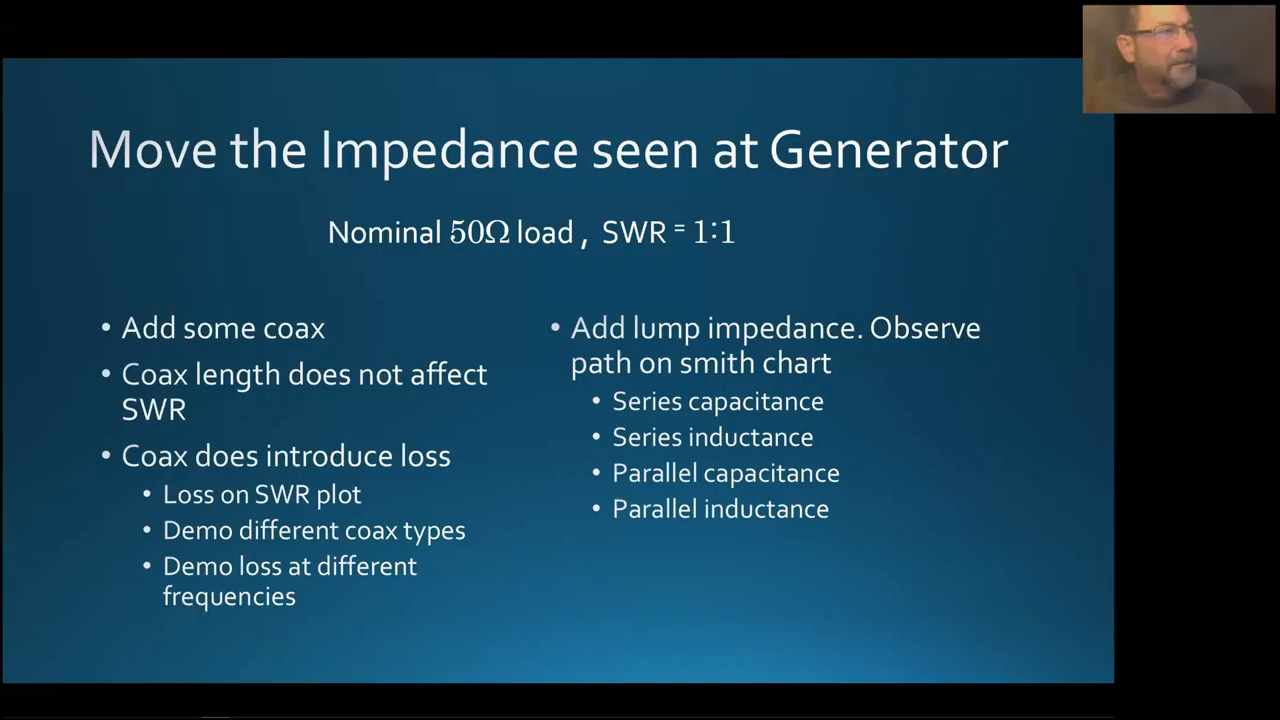 Move the Impedance seen at Generator
Nominal 50Ω load , SWR = 1:1
• Add some coax
• Coax length does not affect
SWR
• Coax does introduce loss
• Loss on SWR plot
• Demo different coax types
• Demo loss at different
frequencies
• Add lump impedance. Observe
path on smith chart
• Series capacitance
• Series inductance
• Parallel capacitance
• Parallel inductance